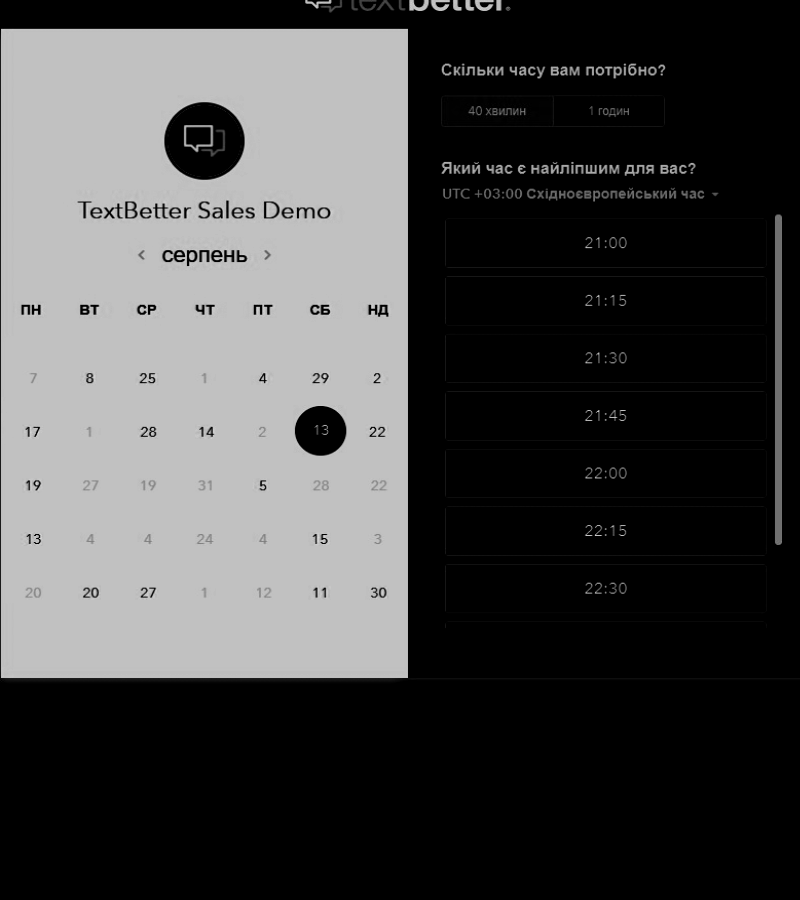 textbetter.
TextBetter Sales Demo
< серпень >
ПН ВТ СР ЧТ ПТ СБ НД
7 8 25 1 4 29 2
17 1 28 14 2 13 22
19 27 19 31 5 28 22
13 4 4 24 4 15 3
20 20 27 1 12 11 30
Скільки часу вам потрібно?
40 хвилин 1 годин
Який час є найліпшим для вас?
UTC +03:00 Східноєвропейський час
21:00
21:15
21:30
21:45
22:00
22:15
22:30